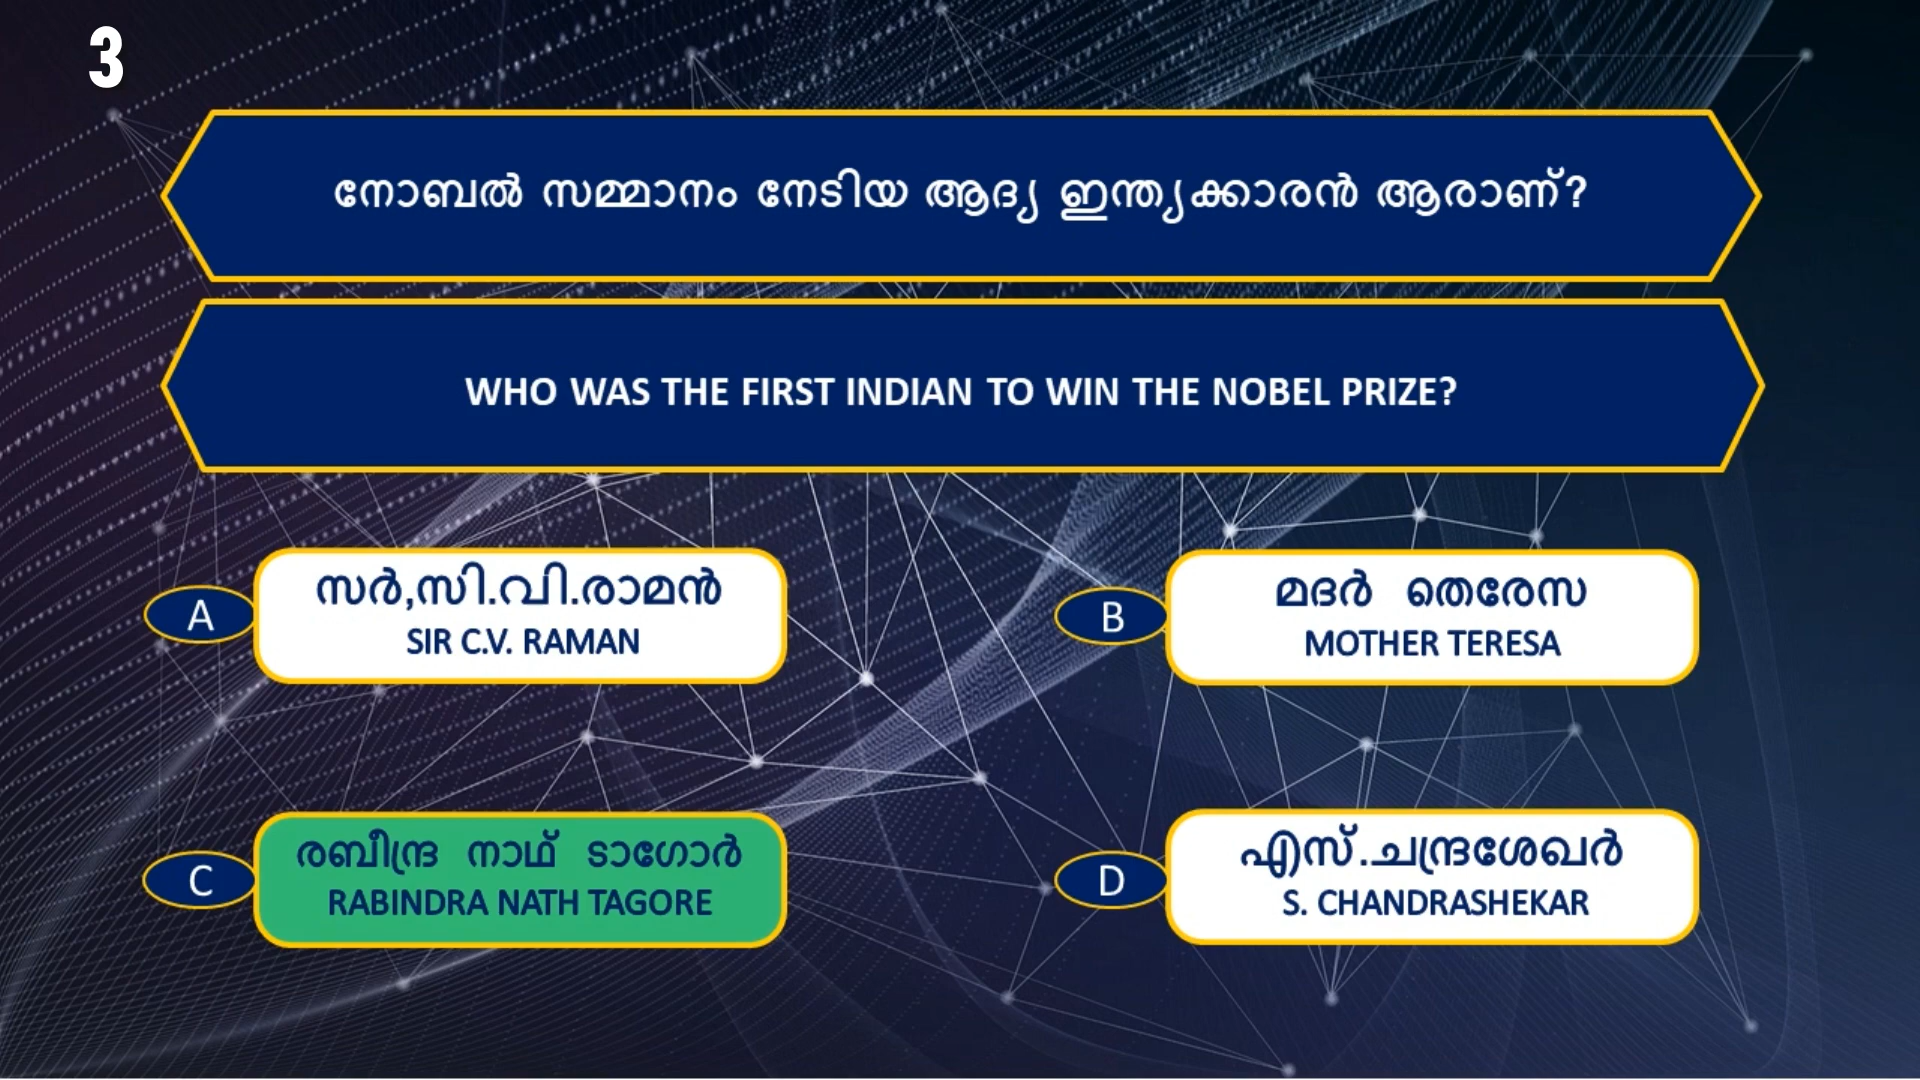 3
നോബൽ സമ്മാനം നേടിയ ആദ്യ ഇന്ത്യക്കാരൻ ആരാണ്?
WHO WAS THE FIRST INDIAN TO WIN THE NOBEL PRIZE?
A
സർ,സി.വി.രാമൻ
SIR C.V. RAMAN
B
മദർ തെരേസ
MOTHER TERESA
C
രബീന്ദ്ര നാഥ് ടാഗോർ
RABINDRA NATH TAGORE
D
എസ്.ചന്ദ്രശേഖർ
S. CHANDRASHEKAR